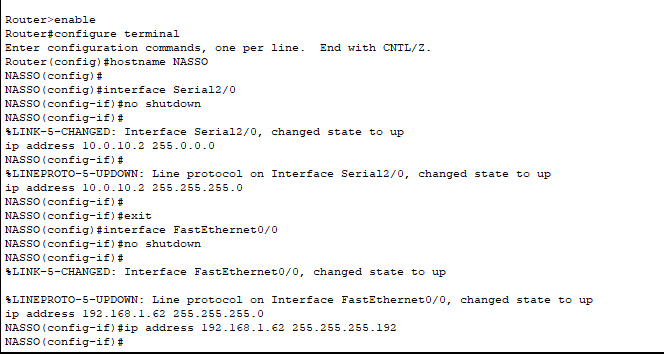 Router>enable
Router#configure terminal
Enter configuration commands, one per line.  End with CNTL/Z.
Router(config)#hostname NASSO
NASSO(config)#
NASSO(config)#interface Serial2/0
NASSO(config-if)#no shutdown
NASSO(config-if)#
%LINK-5-CHANGED: Interface Serial2/0, changed state to up
ip address 10.0.10.2 255.0.0.0
NASSO(config-if)#
%LINEPROTO-5-UPDOWN: Line protocol on Interface Serial2/0, changed state to up
ip address 10.0.10.2 255.255.255.0
NASSO(config-if)#
NASSO(config-if)#exit
NASSO(config)#interface FastEthernet0/0
NASSO(config-if)#no shutdown
NASSO(config-if)#
%LINK-5-CHANGED: Interface FastEthernet0/0, changed state to up
%LINEPROTO-5-UPDOWN: Line protocol on Interface FastEthernet0/0, changed state to up
ip address 192.168.1.62 255.255.255.0
NASSO(config-if)#ip address 192.168.1.62 255.255.255.192
NASSO(config-if)#